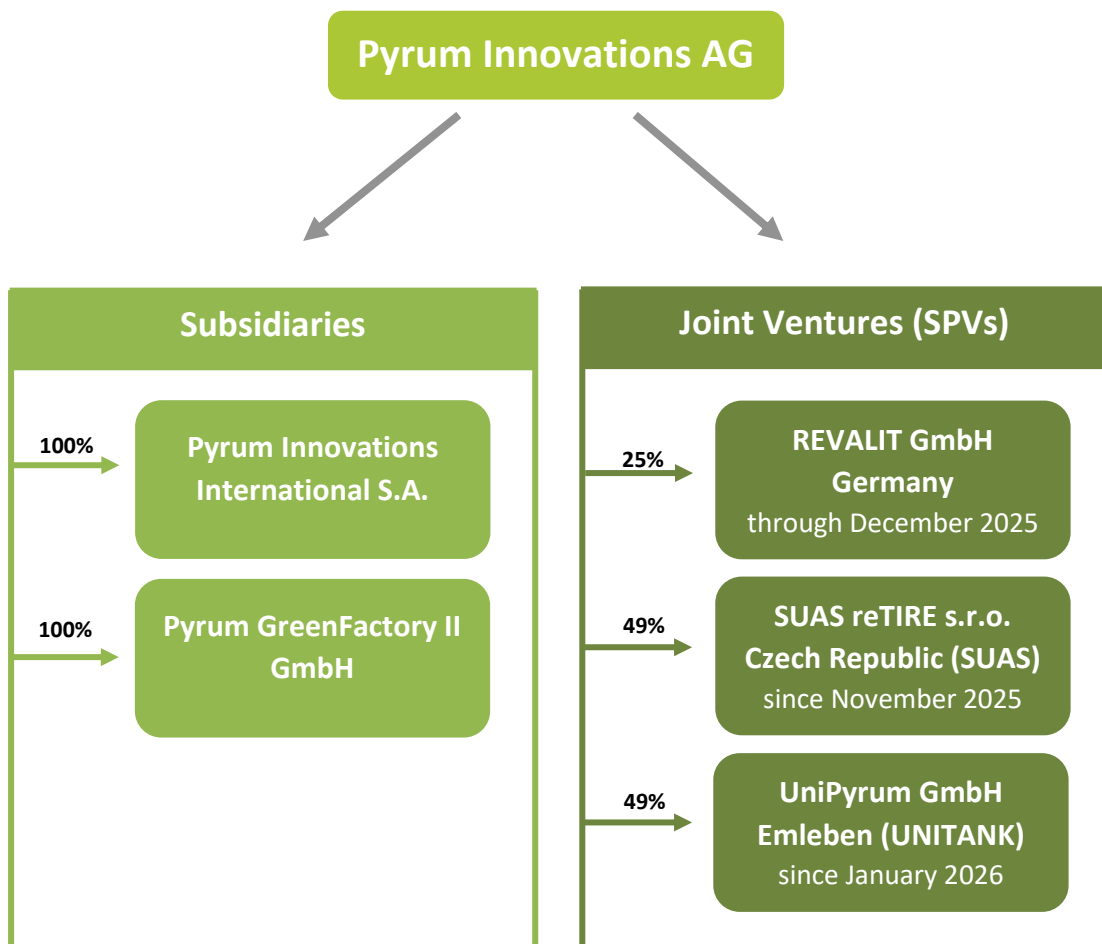 Pyrum Innovations AG
Subsidiaries
100%
Pyrum Innovations
International S.A.
100%
Pyrum GreenFactory II
GmbH
Joint Ventures (SPVs)
25%
REVALIT GmbH
Germany
through December 2025
49%
SUAS reTIRE s.r.o.
Czech Republic (SUAS)
since November 2025
49%
UniPyrum GmbH
Emleben (UNITANK)
since January 2026